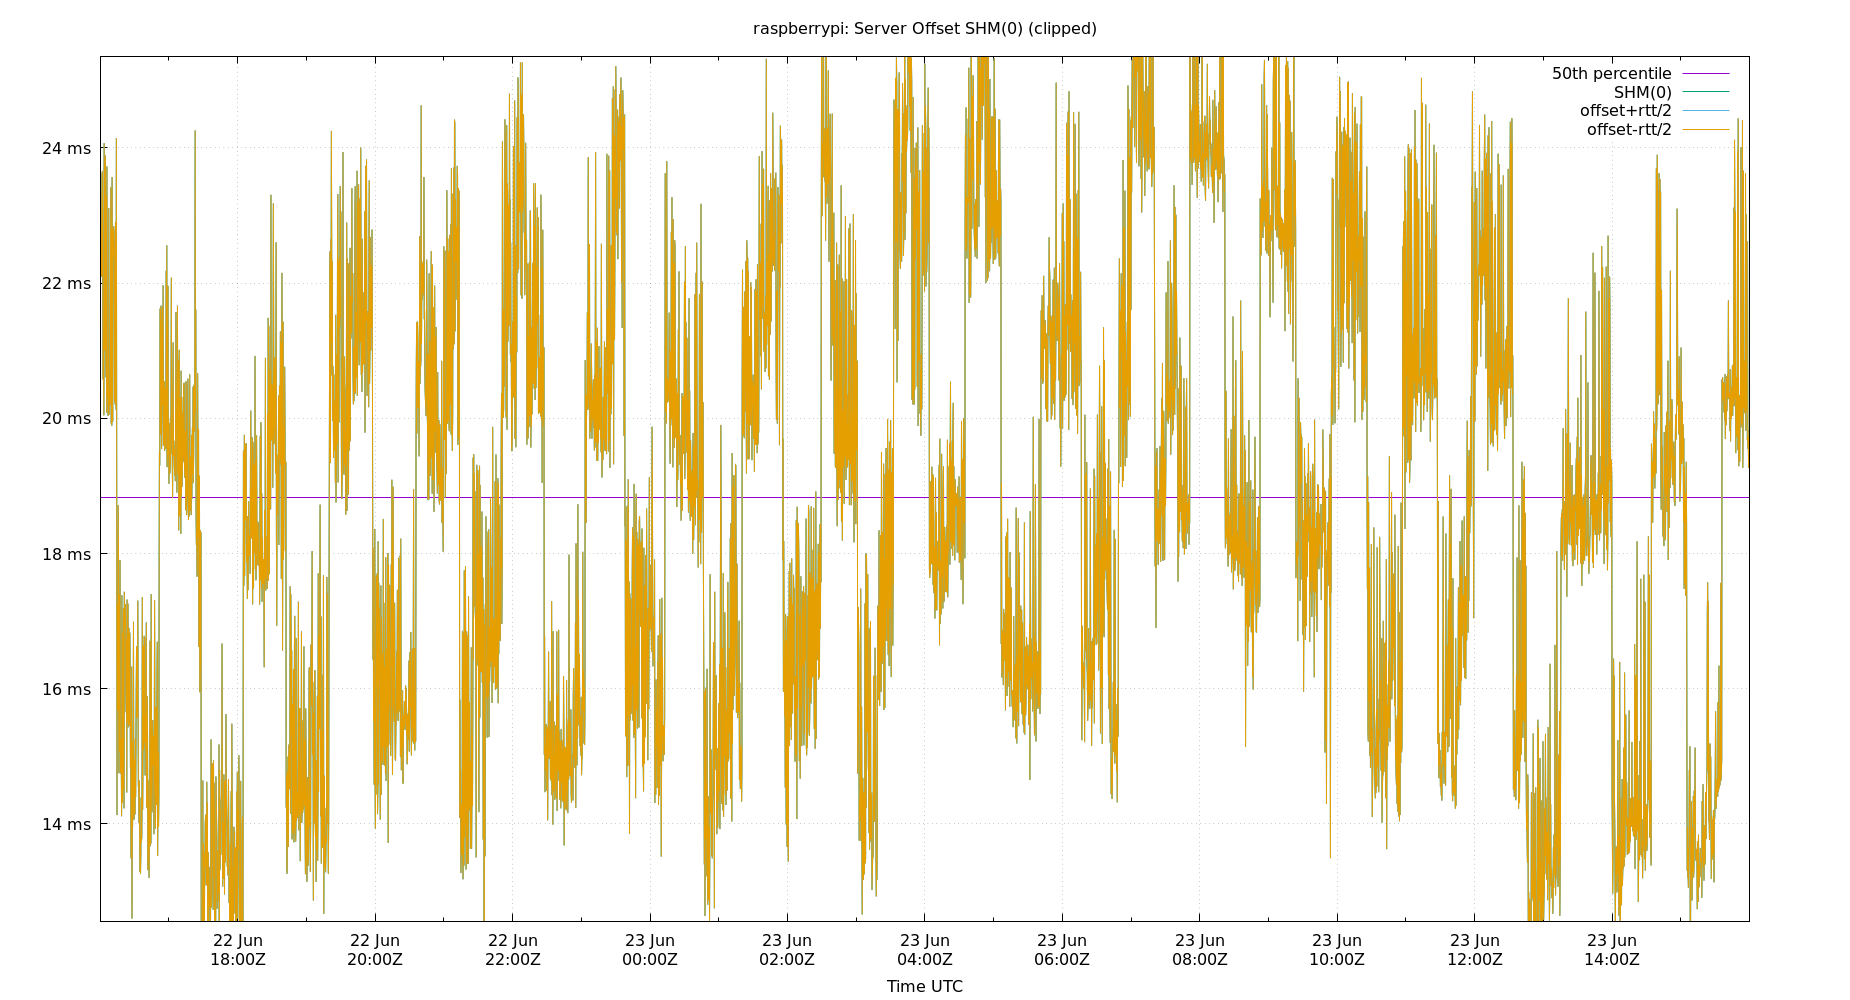 raspberrypi: Server Offset SHM(0) (clipped)
50th percentile
SHM(0)
offset+rtt/2
offset-rtt/2
24 ms
22 ms
20 ms
18 ms
16 ms
14 ms
22 Jun 22 Jun 22 Jun 23 Jun 23 Jun 23 Jun 23 Jun 23 Jun 23 Jun 23 Jun 23 Jun
18:00Z 20:00Z 22:00Z 00:00Z 02:00Z 04:00Z 06:00Z 08:00Z 10:00Z 12:00Z 14:00Z
Time UTC